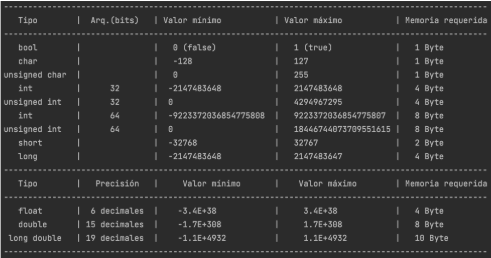 Tipo | Arq.(bits) | Valor mínimo | Valor máximo | Memoria requerida
bool | | 0 (false) | 1 (true) | 1 Byte
char | | -128 | 127 | 1 Byte
unsigned char | | 0 | 255 | 1 Byte
int | 32 | -2147483648 | 2147483648 | 4 Byte
unsigned int | 32 | 0 | 4294967295 | 4 Byte
int | 64 | -9223372036854775808 | 9223372036854775807 | 8 Byte
unsigned int | 64 | 0 | 18446744073709551615 | 8 Byte
short | | -32768 | 32767 | 2 Byte
long | | -2147483648 | 2147483647 | 4 Byte
Tipo | Precisión | Valor mínimo | Valor máximo | Memoria requerida
float | 6 decimales | -3.4E+38 | 3.4E+38 | 4 Byte
double | 15 decimales | -1.7E+308 | 1.7E+308 | 8 Byte
long double | 19 decimales | -1.1E+4932 | 1.1E+4932 | 10 Byte